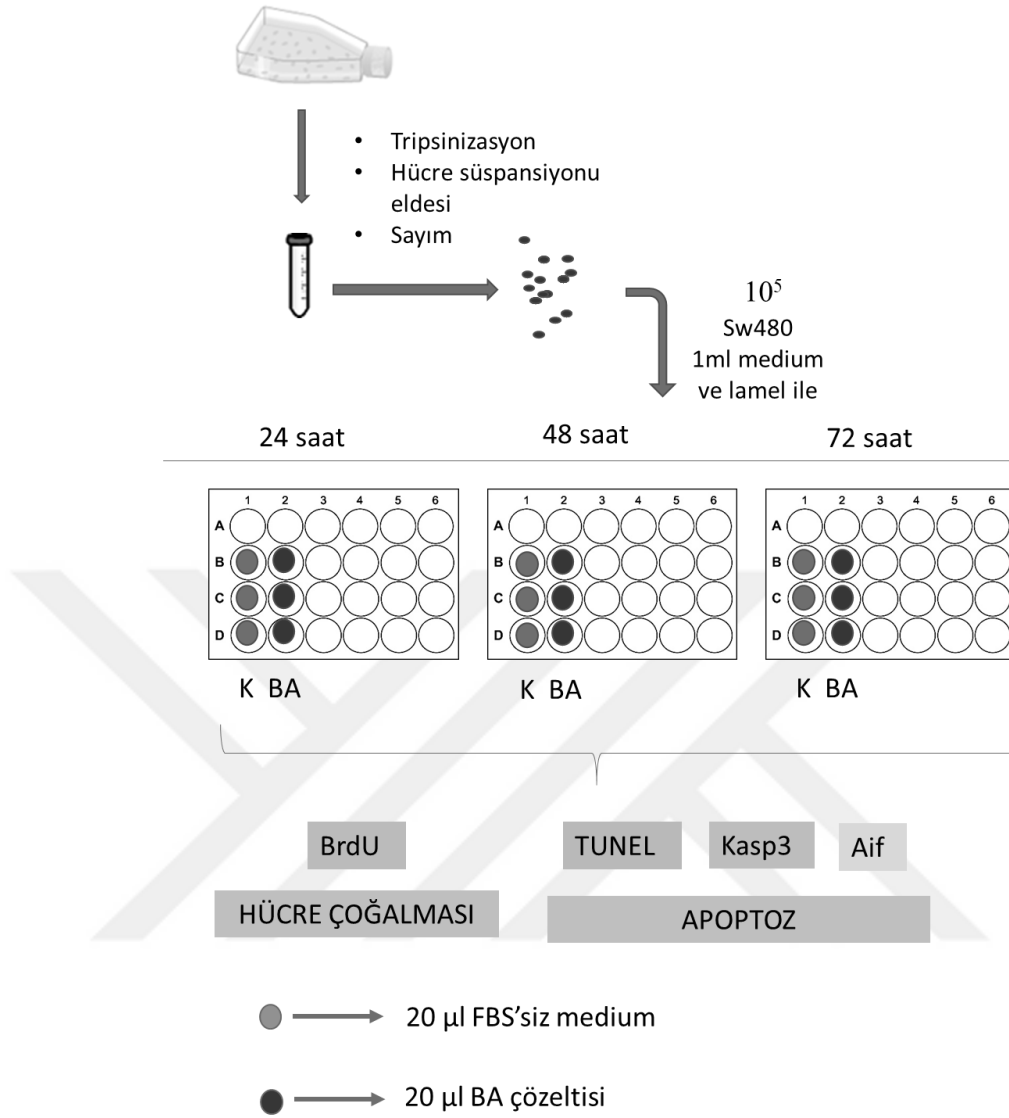 • Tripsinizasyon
• Hücre süspansiyonu
eldesi
• Sayım
10⁵
Sw480
1ml medium
ve lamel ile
24 saat 48 saat 72 saat
1 2 3 4 5 6 1 2 3 4 5 6 1 2 3 4 5 6
A A A
B B B
C C C
D D D
K BA K BA K BA
BrdU TUNEL Kasp3 Aif
HÜCRE ÇOĞALMASI APOPTOZ
20 µl FBS'siz medium
20 µl BA çözeltisi